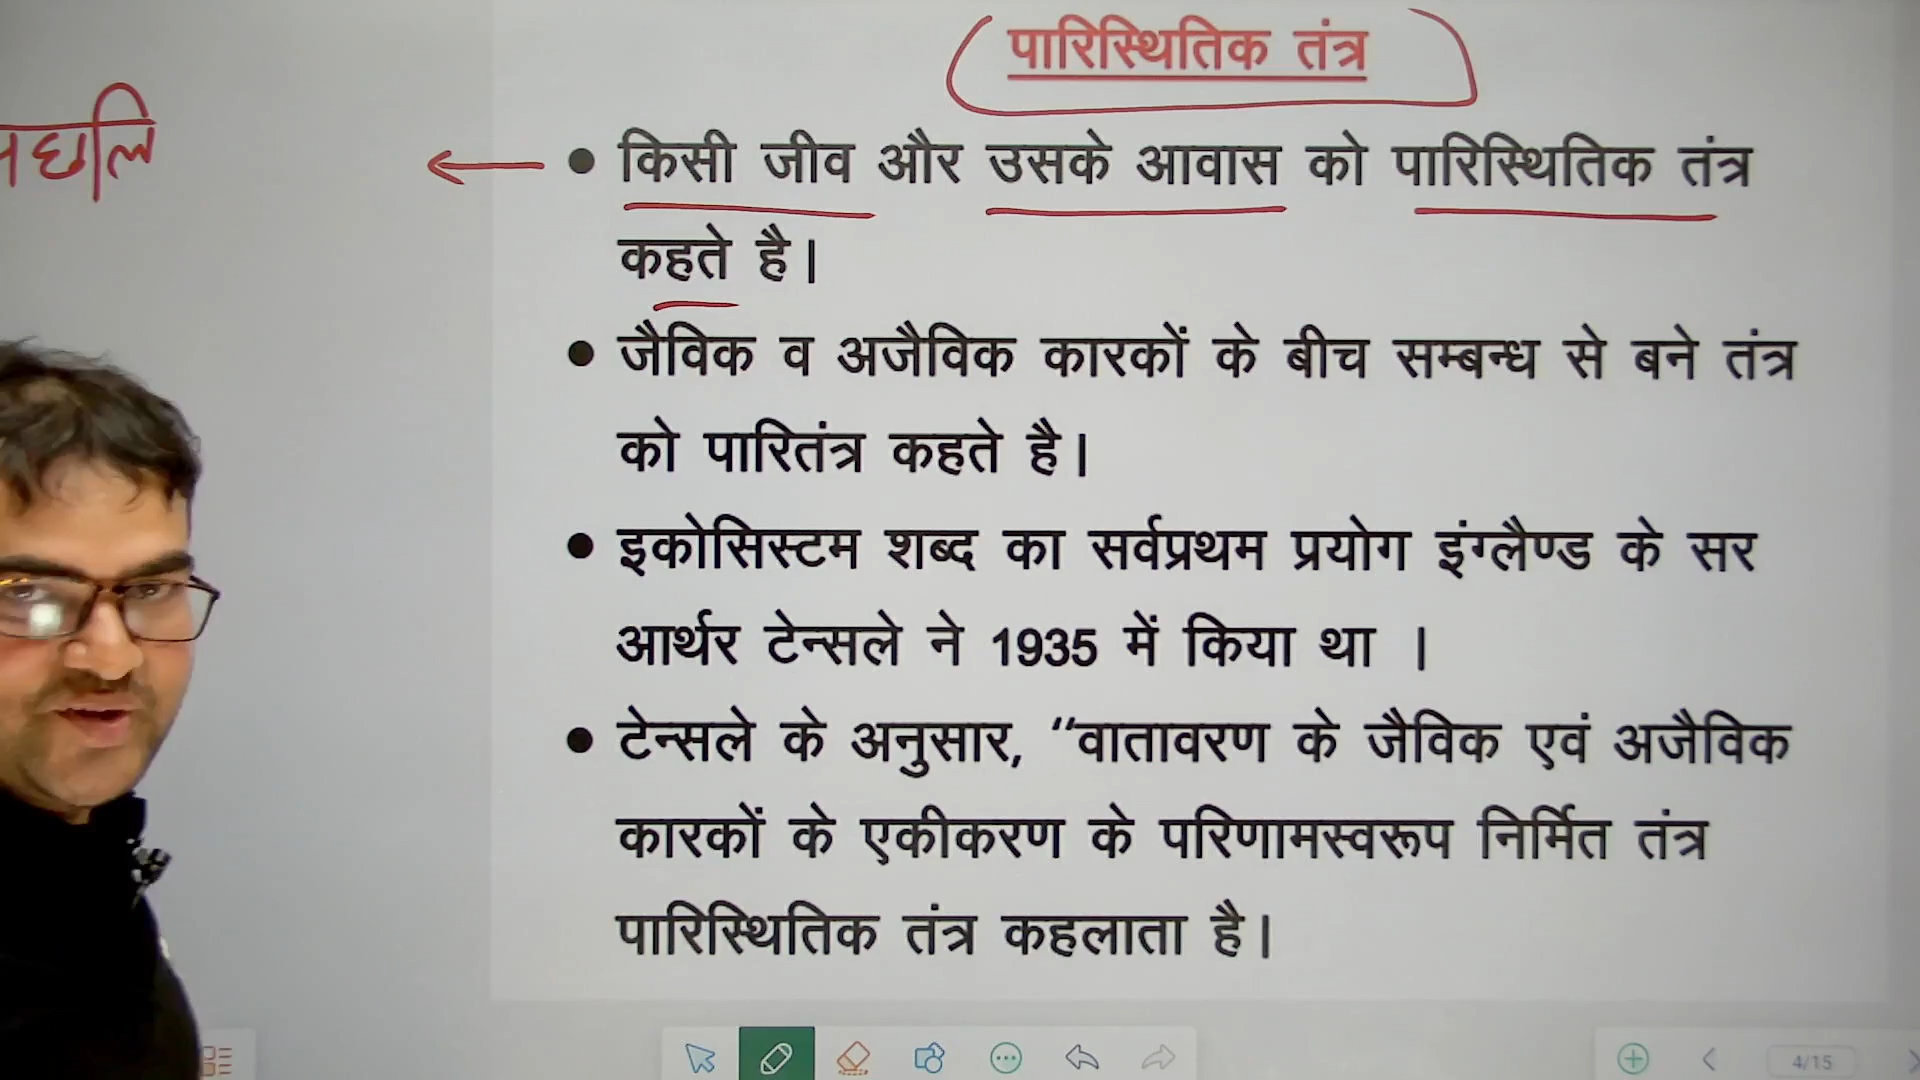 पारिस्थितिक तंत्र
मछलि
• किसी जीव और उसके आवास को पारिस्थितिक तंत्र
कहते है।
• जैविक व अजैविक कारकों के बीच सम्बन्ध से बने तंत्र
को पारितंत्र कहते है।
• इकोसिस्टम शब्द का सर्वप्रथम प्रयोग इंग्लैण्ड के सर
आर्थर टेन्सले ने 1935 में किया था ।
• टेन्सले के अनुसार, “वातावरण के जैविक एवं अजैविक
कारकों के एकीकरण के परिणामस्वरूप निर्मित तंत्र
पारिस्थितिक तंत्र कहलाता है।
4/15